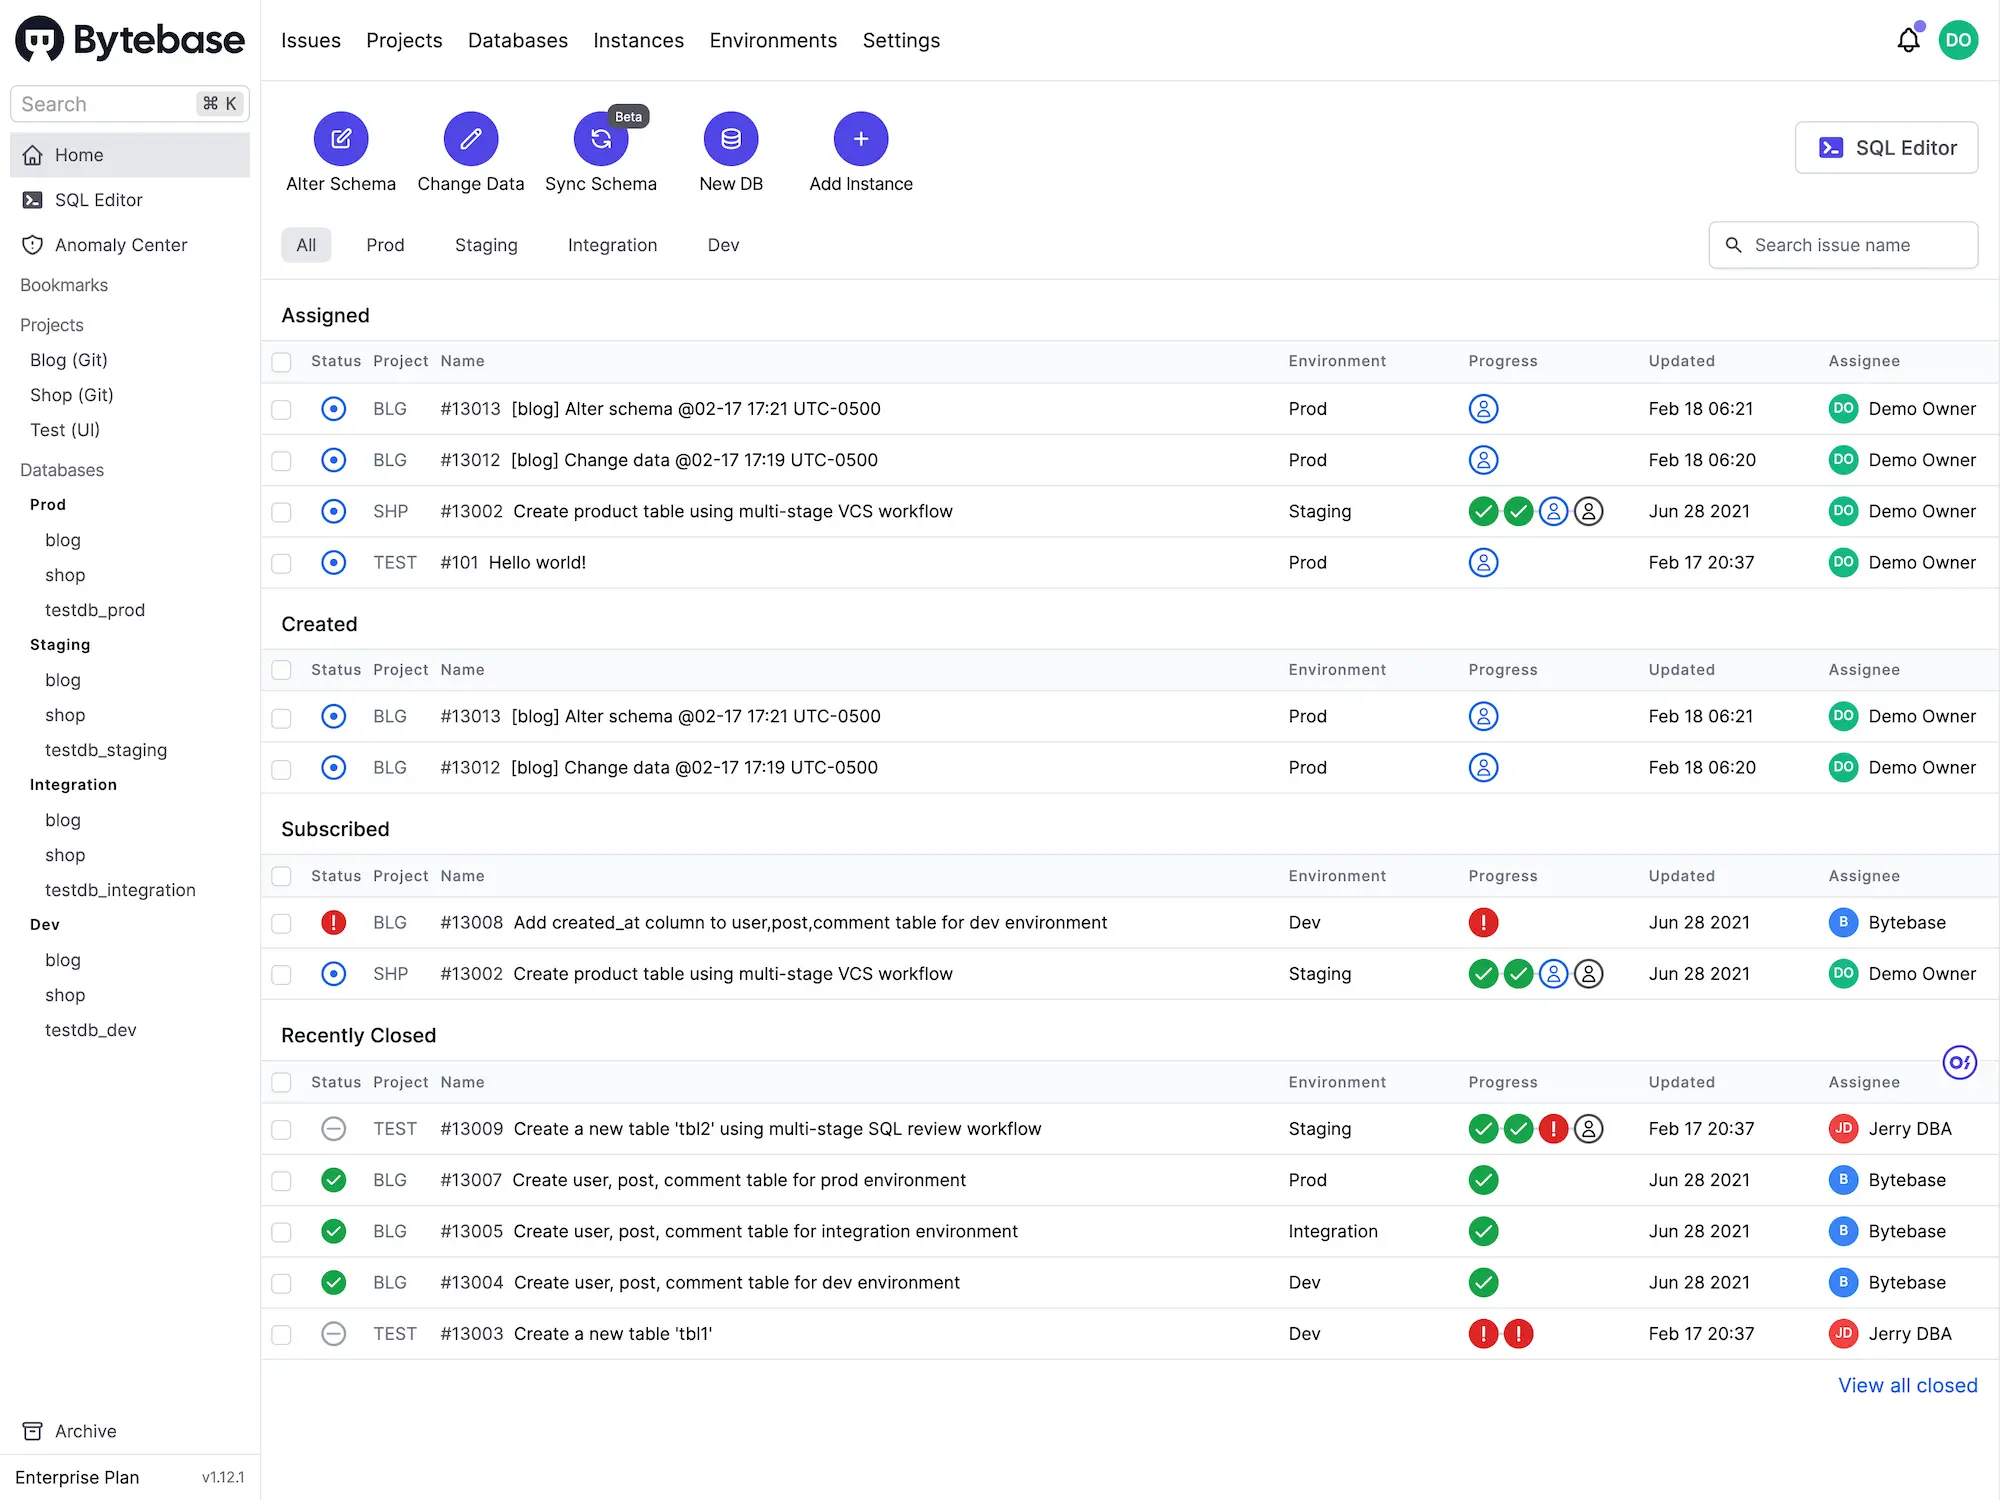 Bytebase
Search ⌘ K
Home
SQL Editor
Anomaly Center
Bookmarks
Projects
Blog (Git)
Shop (Git)
Test (UI)
Databases
Prod
blog
shop
testdb_prod
Staging
blog
shop
testdb_staging
Integration
blog
shop
testdb_integration
Dev
blog
shop
testdb_dev
Archive
Enterprise Plan v1.12.1
Issues Projects Databases Instances Environments Settings DO
Beta
Alter Schema Change Data Sync Schema New DB Add Instance
SQL Editor
All Prod Staging Integration Dev Search issue name
Assigned
Status Project Name Environment Progress Updated Assignee
BLG #13013 [blog] Alter schema @02-17 17:21 UTC-0500 Prod Feb 18 06:21 DO Demo Owner
BLG #13012 [blog] Change data @02-17 17:19 UTC-0500 Prod Feb 18 06:20 DO Demo Owner
SHP #13002 Create product table using multi-stage VCS workflow Staging Jun 28 2021 DO Demo Owner
TEST #101 Hello world! Prod Feb 17 20:37 DO Demo Owner
Created
Status Project Name Environment Progress Updated Assignee
BLG #13013 [blog] Alter schema @02-17 17:21 UTC-0500 Prod Feb 18 06:21 DO Demo Owner
BLG #13012 [blog] Change data @02-17 17:19 UTC-0500 Prod Feb 18 06:20 DO Demo Owner
Subscribed
Status Project Name Environment Progress Updated Assignee
! BLG #13008 Add created_at column to user,post,comment table for dev environment Dev ! Jun 28 2021 B Bytebase
SHP #13002 Create product table using multi-stage VCS workflow Staging Jun 28 2021 DO Demo Owner
Recently Closed
Status Project Name Environment Progress Updated Assignee
TEST #13009 Create a new table 'tbl2' using multi-stage SQL review workflow Staging ! Feb 17 20:37 JD Jerry DBA
BLG #13007 Create user, post, comment table for prod environment Prod Jun 28 2021 B Bytebase
BLG #13005 Create user, post, comment table for integration environment Integration Jun 28 2021 B Bytebase
BLG #13004 Create user, post, comment table for dev environment Dev Jun 28 2021 B Bytebase
TEST #13003 Create a new table 'tbl1' Dev ! ! Feb 17 20:37 JD Jerry DBA
View all closed